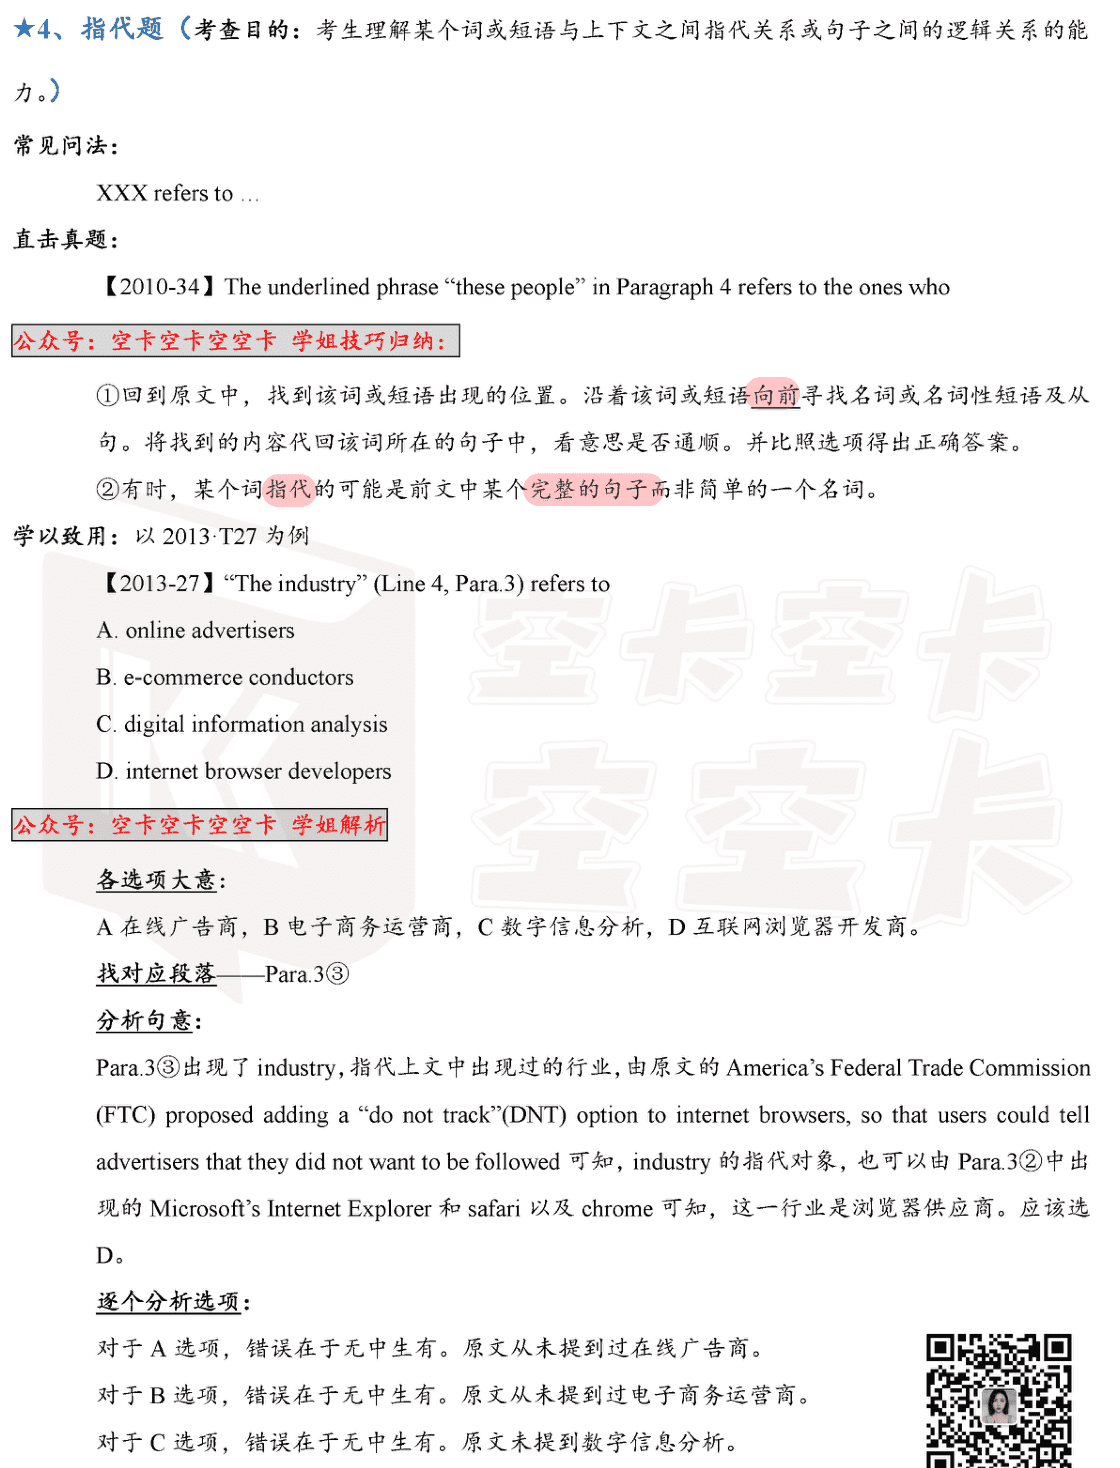 ★4、指代题（考查目的：考生理解某个词或短语与上下文之间指代关系或句子之间的逻辑关系的能
力。）
常见问法：
XXX refers to …
直击真题：
【2010-34】The underlined phrase “these people” in Paragraph 4 refers to the ones who
公众号：空卡空卡空空卡 学姐技巧归纳：
①回到原文中，找到该词或短语出现的位置。沿着该词或短语向前寻找名词或名词性短语及从
句。将找到的内容代回该词所在的句子中，看意思是否通顺。并比照选项得出正确答案。
②有时，某个词指代的可能是前文中某个完整的句子而非简单的一个名词。
学以致用：以 2013·T27 为例
【2013-27】“The industry” (Line 4, Para.3) refers to
A. online advertisers
B. e-commerce conductors
C. digital information analysis
D. internet browser developers
公众号：空卡空卡空空卡 学姐解析
各选项大意：
A 在线广告商，B 电子商务运营商，C 数字信息分析，D 互联网浏览器开发商。
找对应段落——Para.3③
分析句意：
Para.3③出现了 industry，指代上文中出现过的行业，由原文的 America’s Federal Trade Commission
(FTC) proposed adding a “do not track”(DNT) option to internet browsers, so that users could tell
advertisers that they did not want to be followed 可知，industry 的指代对象，也可以由 Para.3②中出
现的 Microsoft’s Internet Explorer 和 safari 以及 chrome 可知，这一行业是浏览器供应商。应该选
D。
逐个分析选项：
对于 A 选项，错误在于无中生有。原文从未提到过在线广告商。
对于 B 选项，错误在于无中生有。原文从未提到过电子商务运营商。
对于 C 选项，错误在于无中生有。原文未提到数字信息分析。
空卡空卡
空空卡